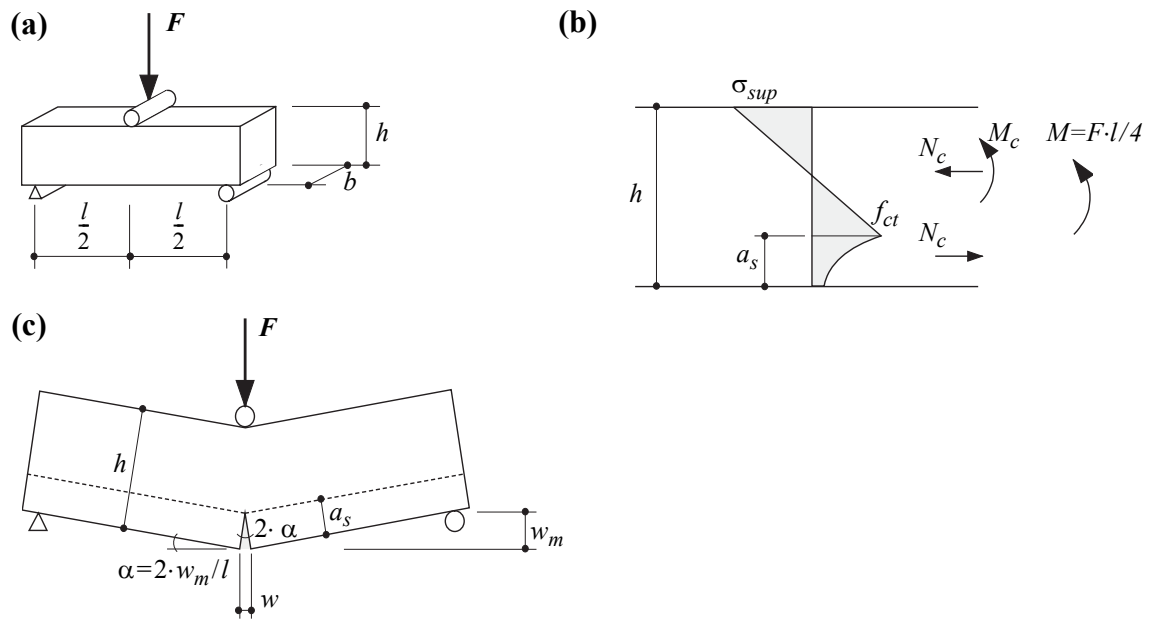 (a)
F
h
b
l/2
l/2
(b)
σsup
h
Nc
Mc
M=F·l/4
fct
as
Nc
(c)
F
h
as
2·α
wm
α=2·wm/l
w